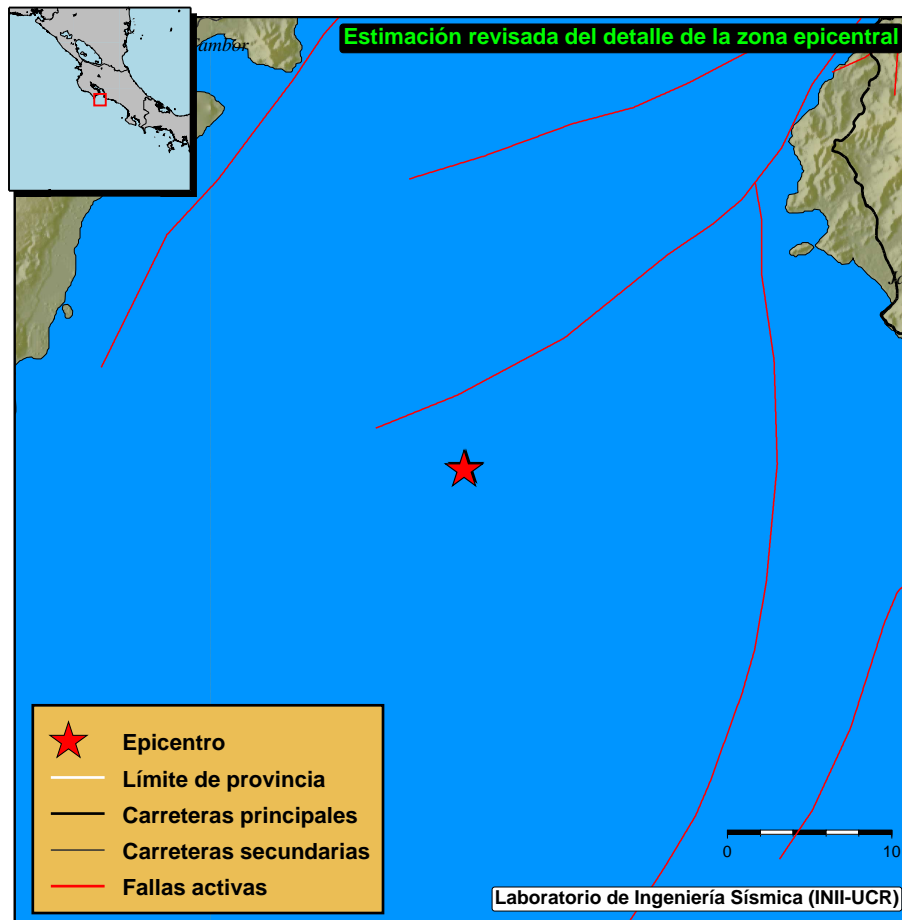 Tambor
Estimación revisada del detalle de la zona epicentral
Epicentro
Límite de provincia
Carreteras principales
Carreteras secundarias
Fallas activas
0 10
Laboratorio de Ingeniería Sísmica (INII-UCR)